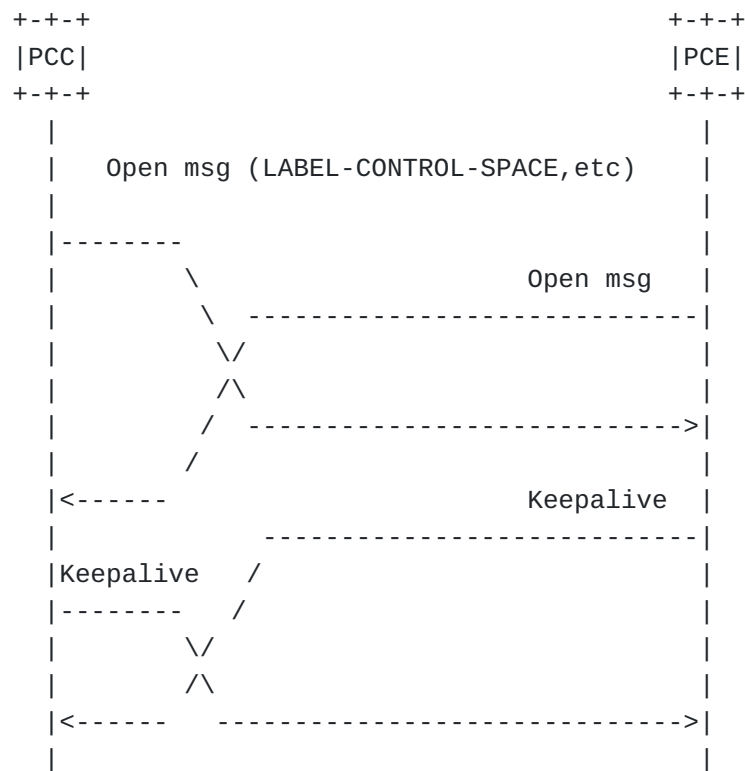 +-+-+ +-+-+
|PCC| |PCE|
+-+-+ +-+-+
| |
| Open msg (LABEL-CONTROL-SPACE,etc) |
| |
|-------- |
| \ Open msg |
| \ -----------------------------|
| \/ |
| /\ |
| / ---------------------------->|
| / |
|<------ Keepalive |
| ----------------------------|
|Keepalive / |
|-------- / |
| \/ |
| /\ |
|<------ ------------------------------>|
| |